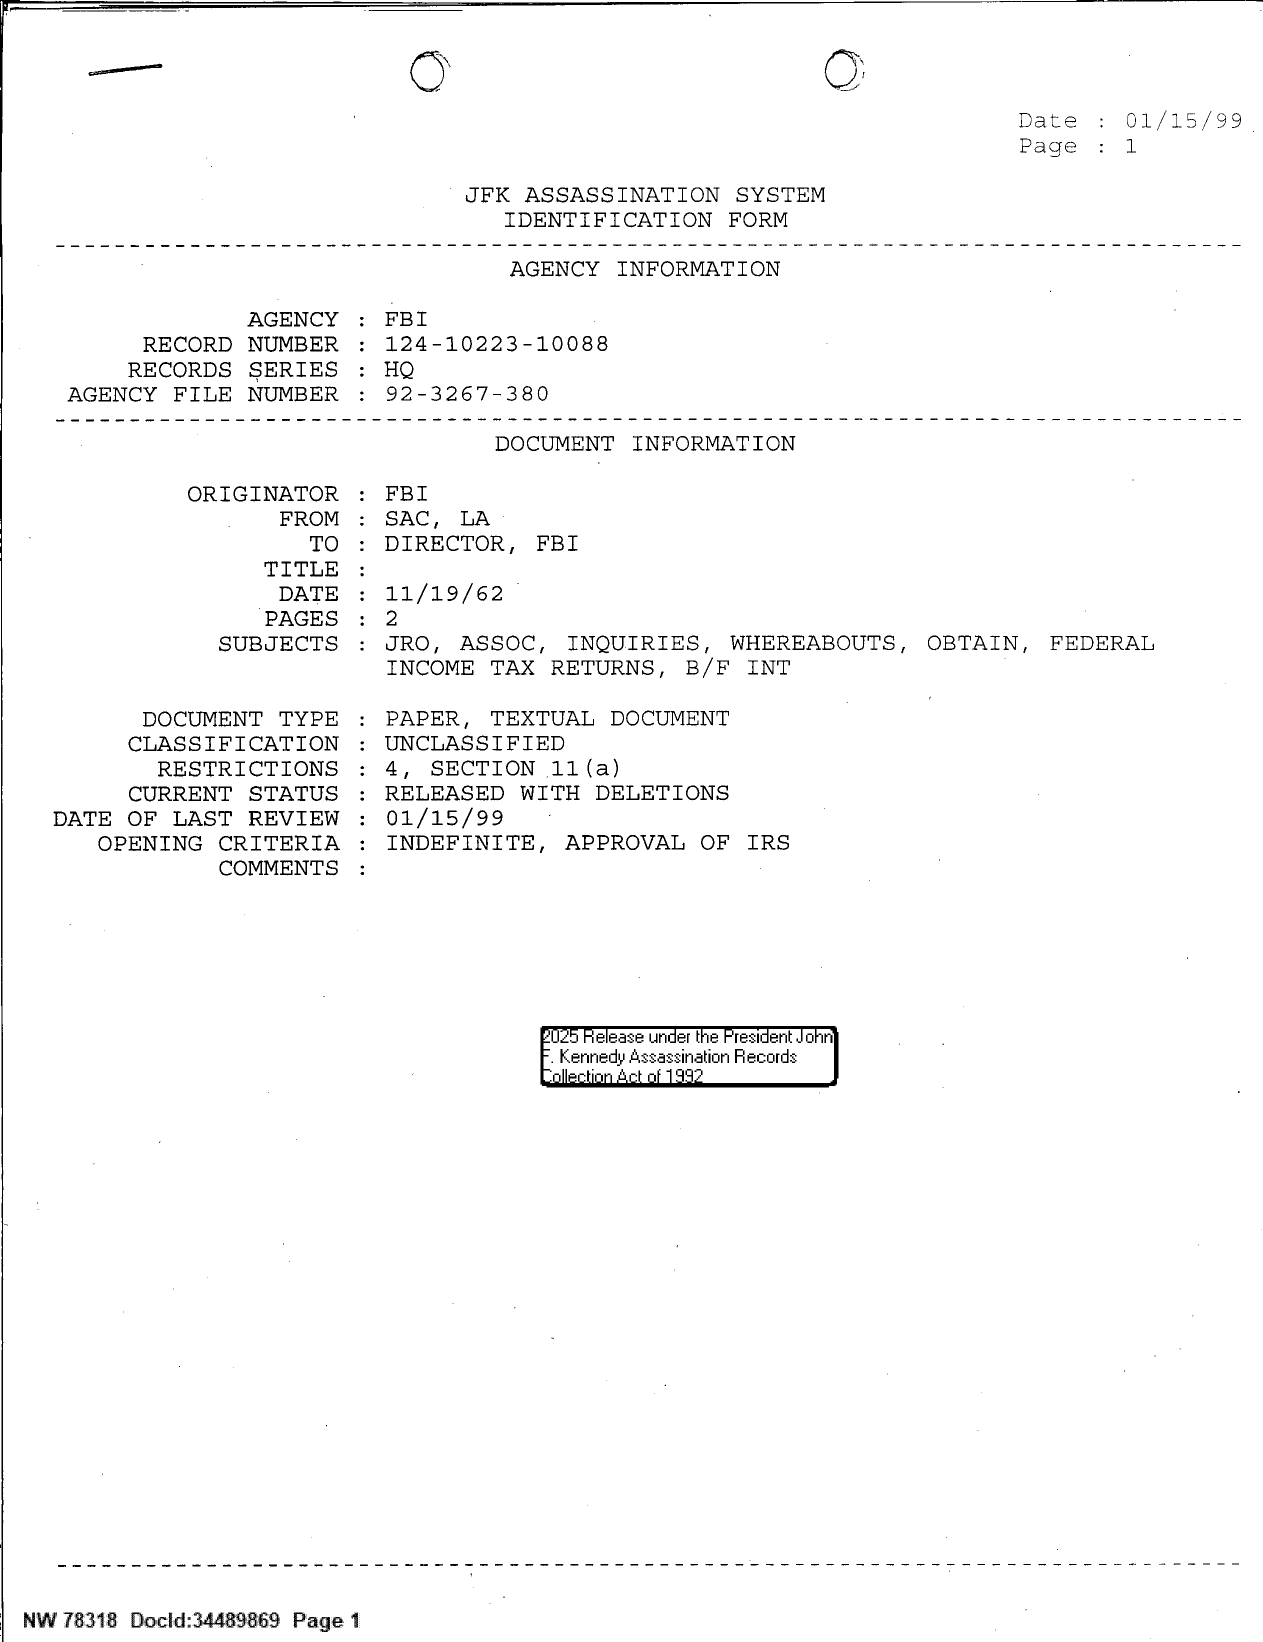 Date : 01/15/99
Page : 1
JFK ASSASSINATION SYSTEM
IDENTIFICATION FORM
AGENCY INFORMATION
AGENCY : FBI
RECORD NUMBER : 124-10223-10088
RECORDS SERIES : HQ
AGENCY FILE NUMBER : 92-3267-380
DOCUMENT INFORMATION
ORIGINATOR : FBI
FROM : SAC, LA
TO : DIRECTOR, FBI
TITLE :
DATE : 11/19/62
PAGES : 2
SUBJECTS : JRO, ASSOC, INQUIRIES, WHEREABOUTS, OBTAIN, FEDERAL
INCOME TAX RETURNS, B/F INT
DOCUMENT TYPE : PAPER, TEXTUAL DOCUMENT
CLASSIFICATION : UNCLASSIFIED
RESTRICTIONS : 4, SECTION 11(a)
CURRENT STATUS : RELEASED WITH DELETIONS
DATE OF LAST REVIEW : 01/15/99
OPENING CRITERIA : INDEFINITE, APPROVAL OF IRS
COMMENTS :
2025 Release under the President John
F. Kennedy Assassination Records
Collection Act of 1992
NW 78318 DocId:34489869 Page 1